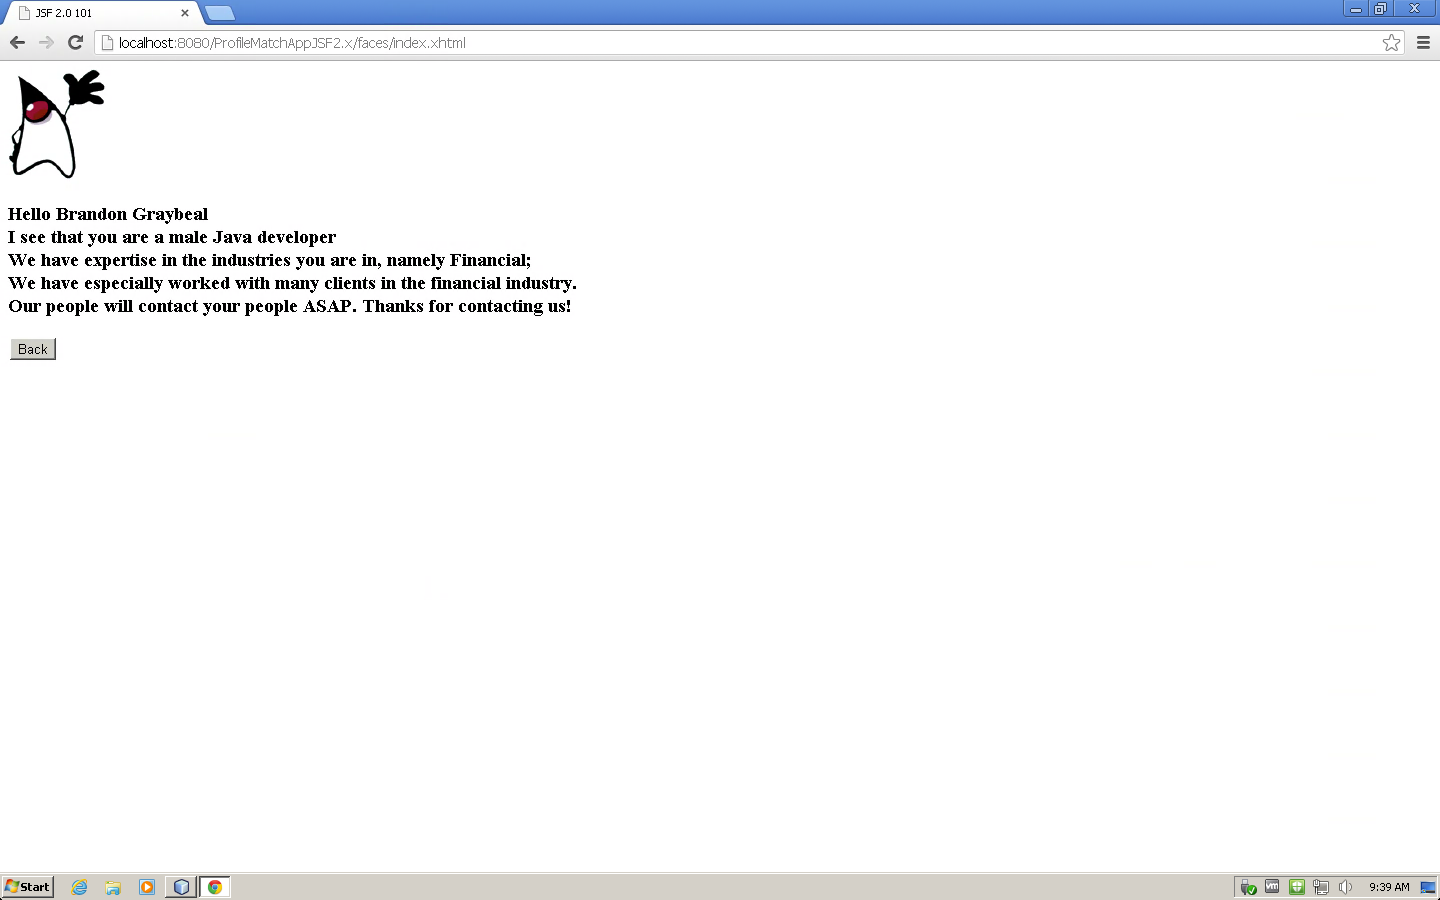 JSF 2.0 101
localhost:8080/ProfileMatchAppJSF2.x/faces/index.xhtml
Hello Brandon Graybeal
I see that you are a male Java developer
We have expertise in the industries you are in, namely Financial;
We have especially worked with many clients in the financial industry.
Our people will contact your people ASAP. Thanks for contacting us!
Back
Start
vm
9:39 AM